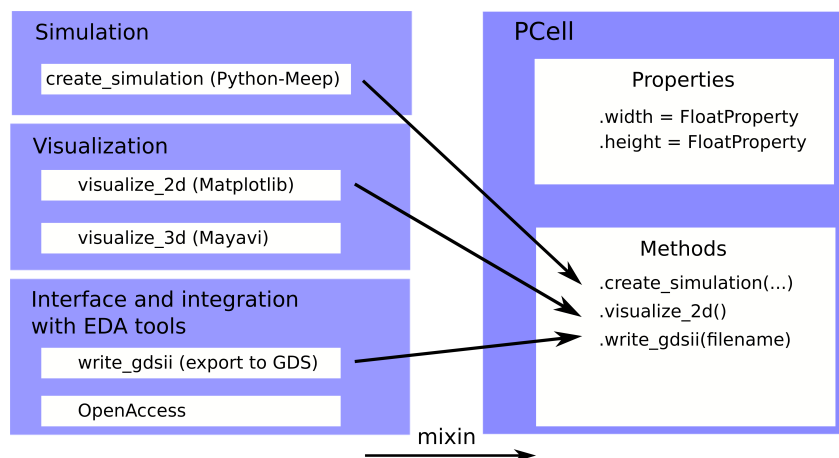 Simulation
create_simulation (Python-Meep)
Visualization
visualize_2d (Matplotlib)
visualize_3d (Mayavi)
Interface and integration
with EDA tools
write_gdsii (export to GDS)
OpenAccess
mixin
PCell
Properties
.width = FloatProperty
.height = FloatProperty
Methods
.create_simulation(...)
.visualize_2d()
.write_gdsii(filename)